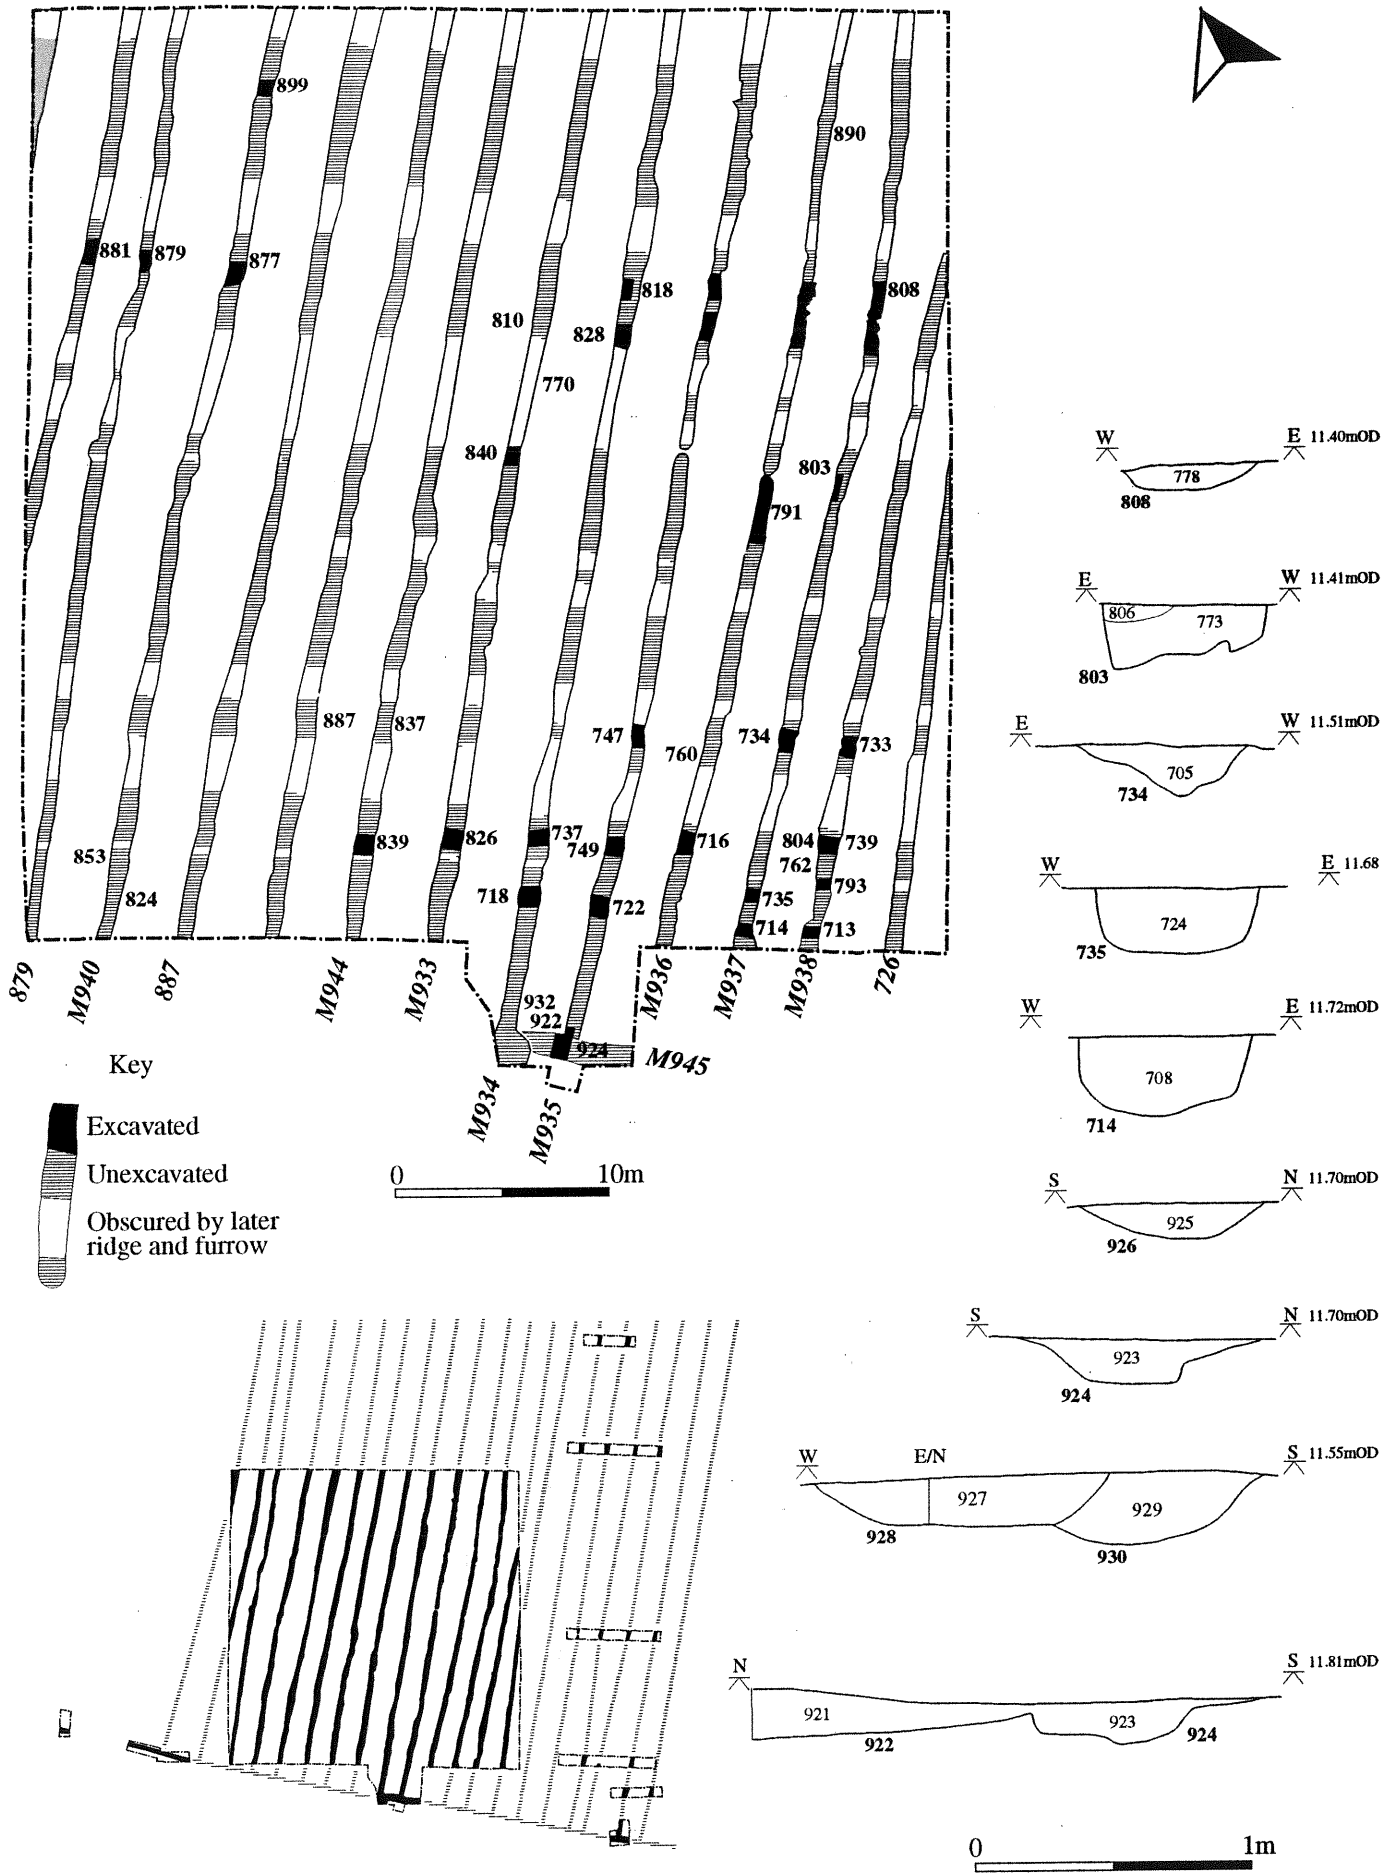 899
890
881
879
877
818
808
810
828
770
840
803
791
887
837
747
760
734
733
839
826
737
749
716
804
739
762
853
824
718
722
735
793
714
713
879
M940
887
M944
M933
932
922
924
M936
M937
M938
726
M945
M934
M935
Key
Excavated
Unexcavated
Obscured by later
ridge and furrow
0 10m
W E 11.40mOD
778
808
E W 11.41mOD
806 773
803
E W 11.51mOD
705
734
W E 11.68
724
735
W E 11.72mOD
708
714
S N 11.70mOD
925
926
S N 11.70mOD
923
924
W E/N S 11.55mOD
927 929
928
930
N S 11.81mOD
921 923
922 924
0 1m